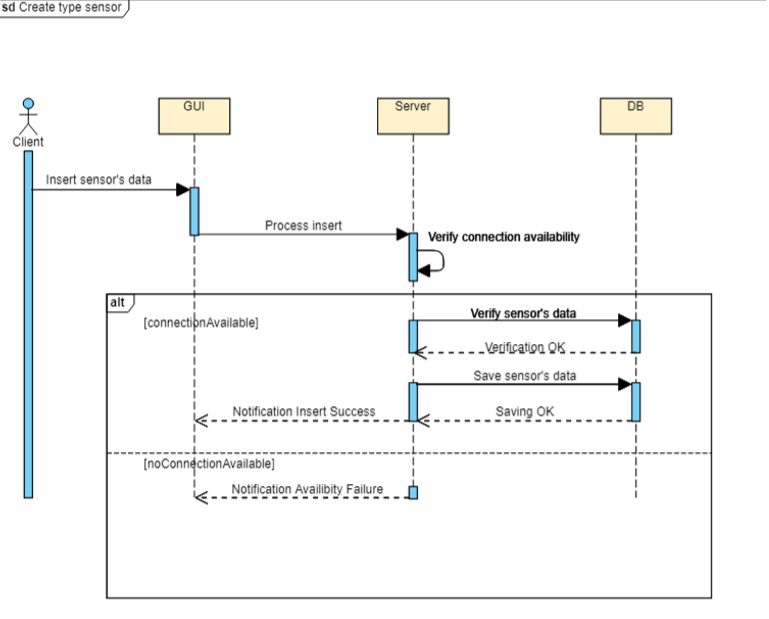 sd Create type sensor
GUI
Server
DB
Client
Insert sensor's data
Process insert
Verify connection availability
alt
[connectionAvailable]
Verify sensor's data
Verification OK
Save sensor's data
Notification Insert Success
Saving OK
[noConnectionAvailable]
Notification Availibity Failure